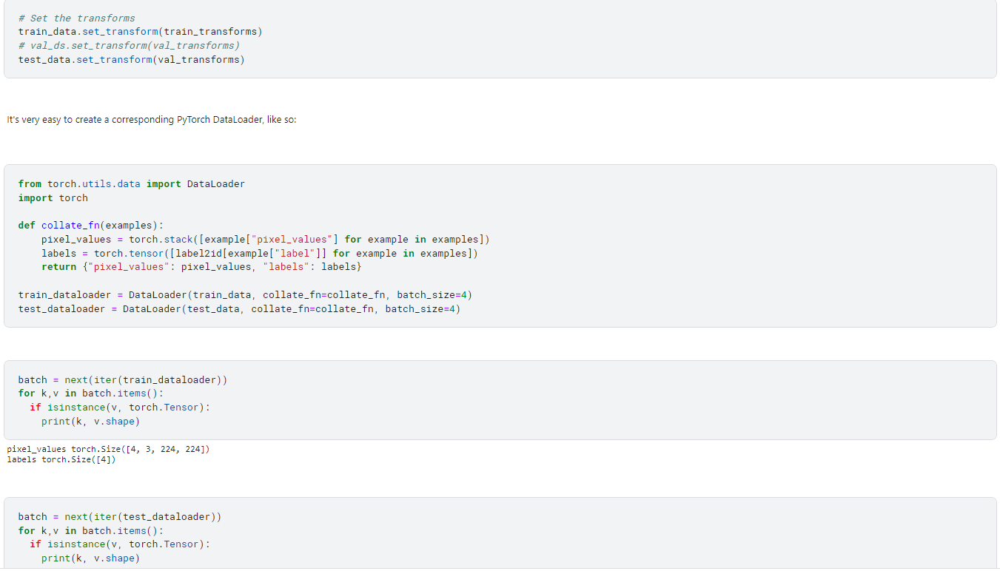 # Set the transforms
train_data.set_transform(train_transforms)
# val_ds.set_transform(val_transforms)
test_data.set_transform(val_transforms)
It's very easy to create a corresponding PyTorch DataLoader, like so:
from torch.utils.data import DataLoader
import torch
def collate_fn(examples):
    pixel_values = torch.stack([example["pixel_values"] for example in examples])
    labels = torch.tensor([label2id[example["label"]] for example in examples])
    return {"pixel_values": pixel_values, "labels": labels}
train_dataloader = DataLoader(train_data, collate_fn=collate_fn, batch_size=4)
test_dataloader = DataLoader(test_data, collate_fn=collate_fn, batch_size=4)
batch = next(iter(train_dataloader))
for k,v in batch.items():
  if isinstance(v, torch.Tensor):
    print(k, v.shape)
pixel_values torch.Size([4, 3, 224, 224])
labels torch.Size([4])
batch = next(iter(test_dataloader))
for k,v in batch.items():
  if isinstance(v, torch.Tensor):
    print(k, v.shape)